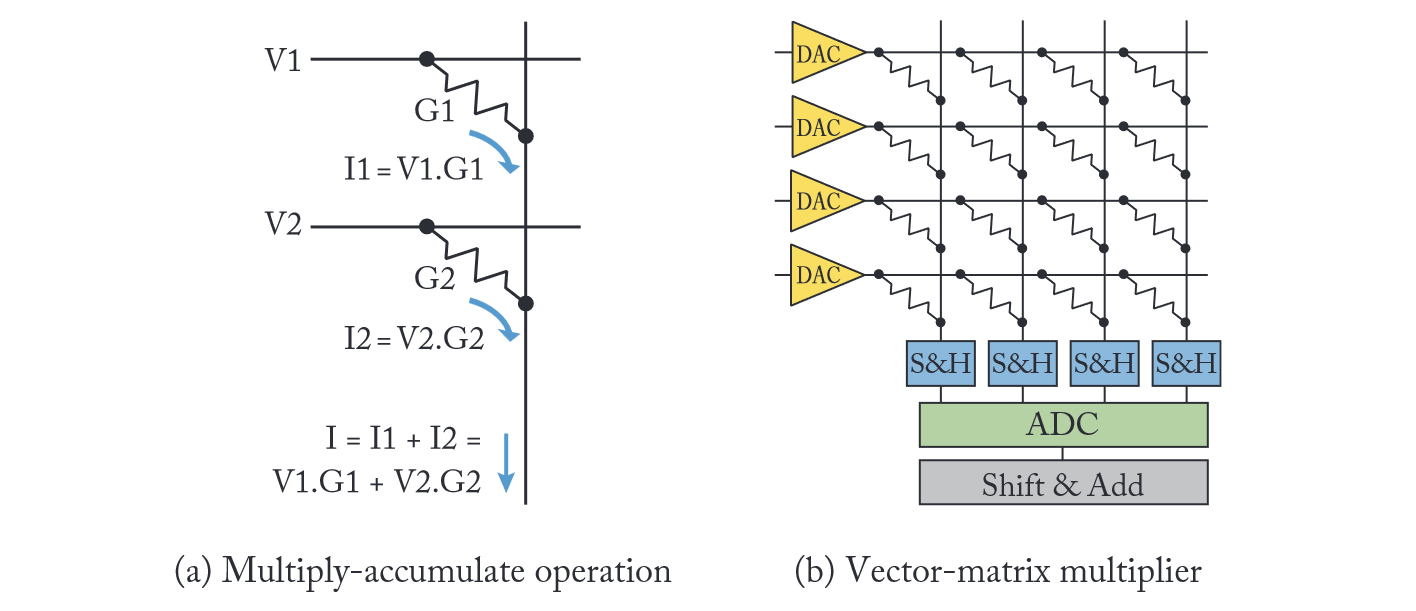 V1
G1
I1 = V1.G1
V2
G2
I2 = V2.G2
I = I1 + I2 =
V1.G1 + V2.G2
(a) Multiply-accumulate operation
DAC
DAC
DAC
DAC
S&H S&H S&H S&H
ADC
Shift & Add
(b) Vector-matrix multiplier